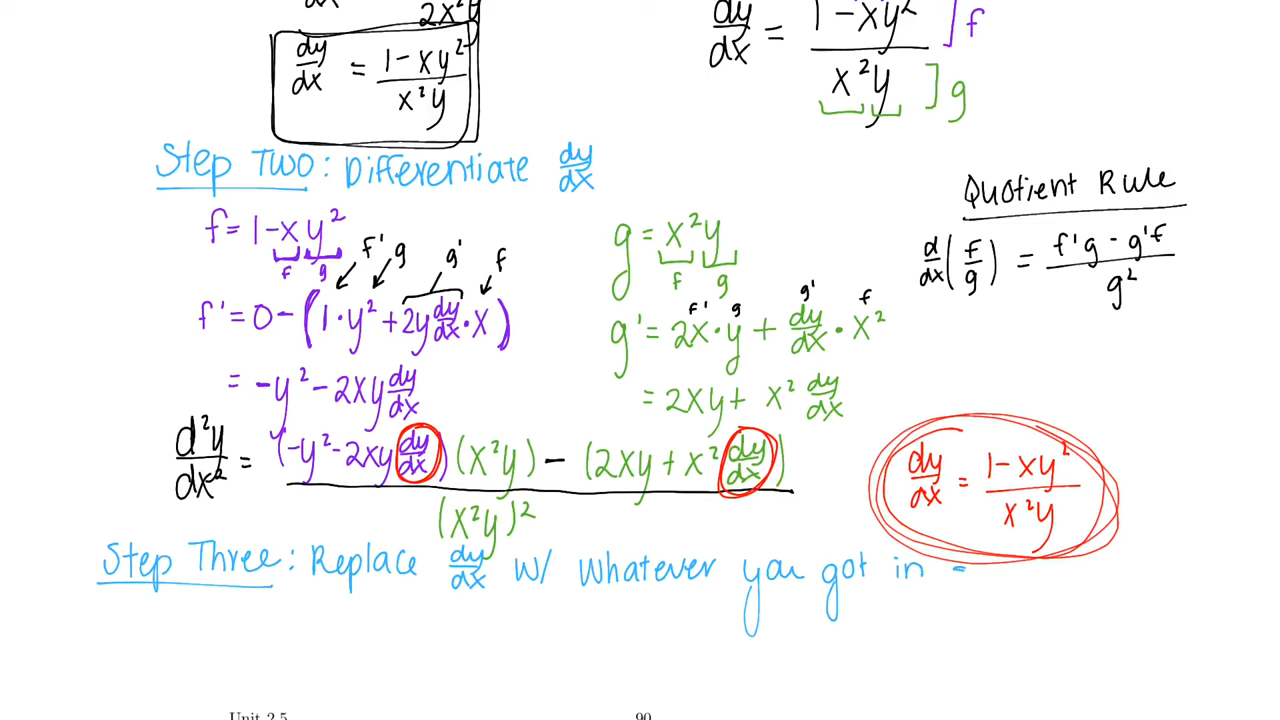 dx 2x²y
dy/dx = (1 - xy²)/(x²y)
dy/dx = (1 - xy²)/(x²y) ]f ]g
Step Two: Differentiate dy/dx
Quotient Rule
d/dx (f/g) = (f'g - g'f)/g²
f = 1 - x y²
f g
f' g g' f
f' = 0 - (1·y² + 2y dy/dx · x)
= -y² - 2xy dy/dx
g = x²y
f g
f' g g' f
g' = 2x·y + dy/dx · x²
= 2xy + x² dy/dx
d²y/dx² = ((-y² - 2xy dy/dx)(x²y) - (2xy + x² dy/dx))/(x²y)²
dy/dx = (1 - xy²)/(x²y)
Step Three: Replace dy/dx w/ whatever you got in
Unit 2.5 90